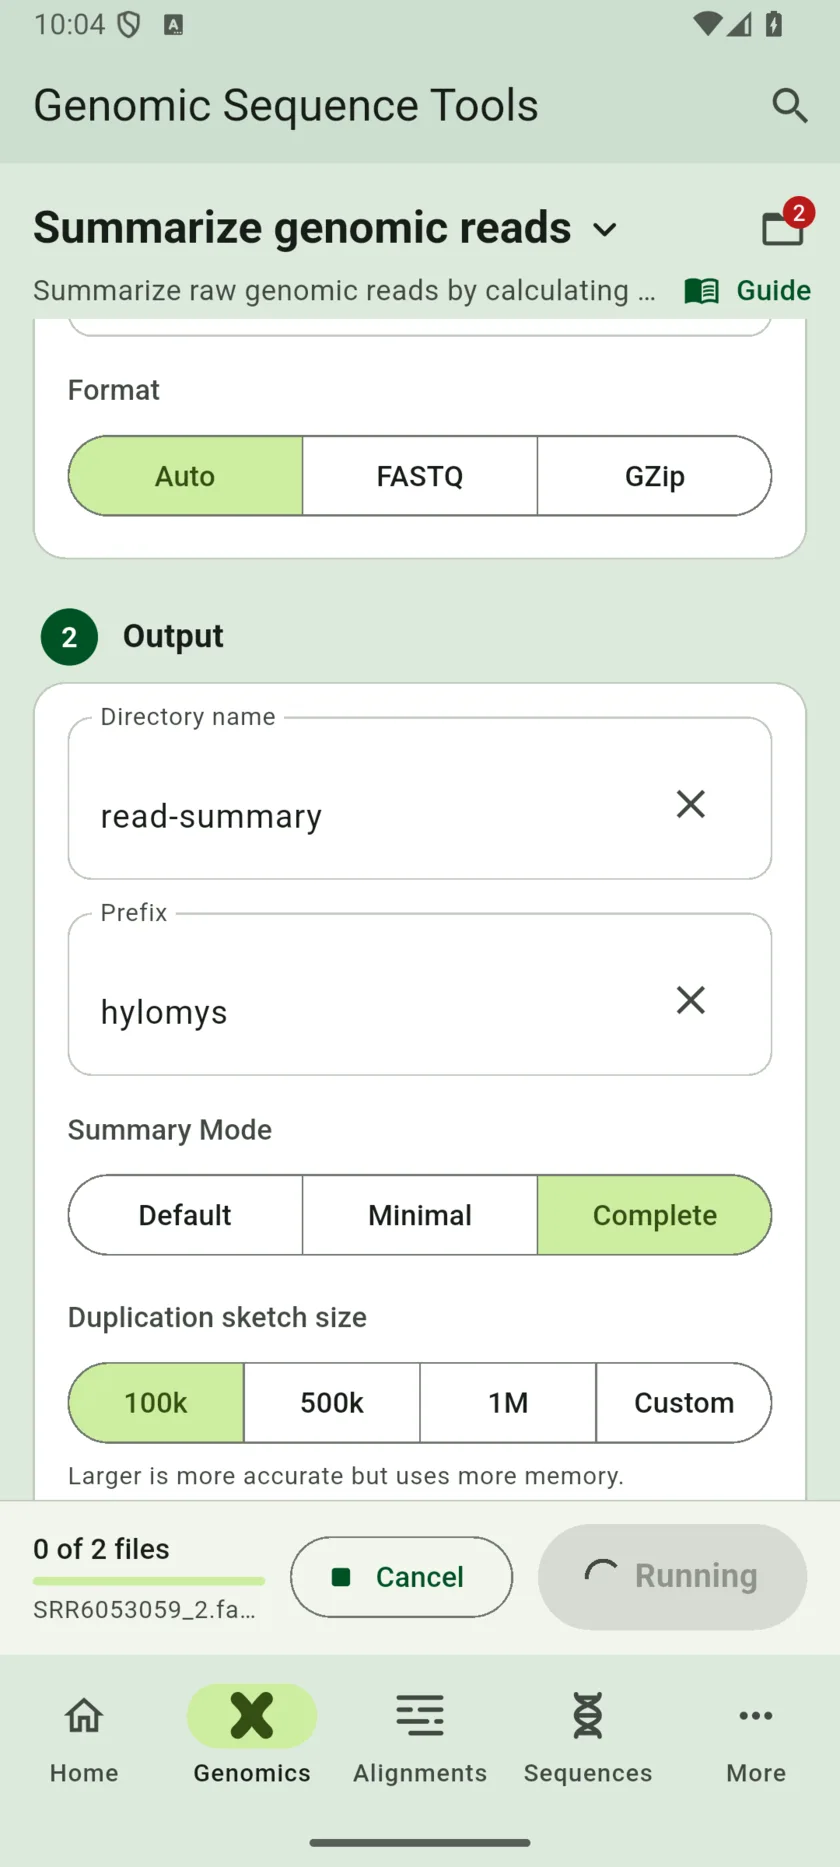 10:04
A
Genomic Sequence Tools
Summarize genomic reads
2
Summarize raw genomic reads by calculating ...
Guide
Format
Auto
FASTQ
GZip
2
Output
Directory name
read-summary
Prefix
hylomys
Summary Mode
Default
Minimal
Complete
Duplication sketch size
100k
500k
1M
Custom
Larger is more accurate but uses more memory.
0 of 2 files
SRR6053059_2.fa...
Cancel
Running
Home
Genomics
Alignments
Sequences
More